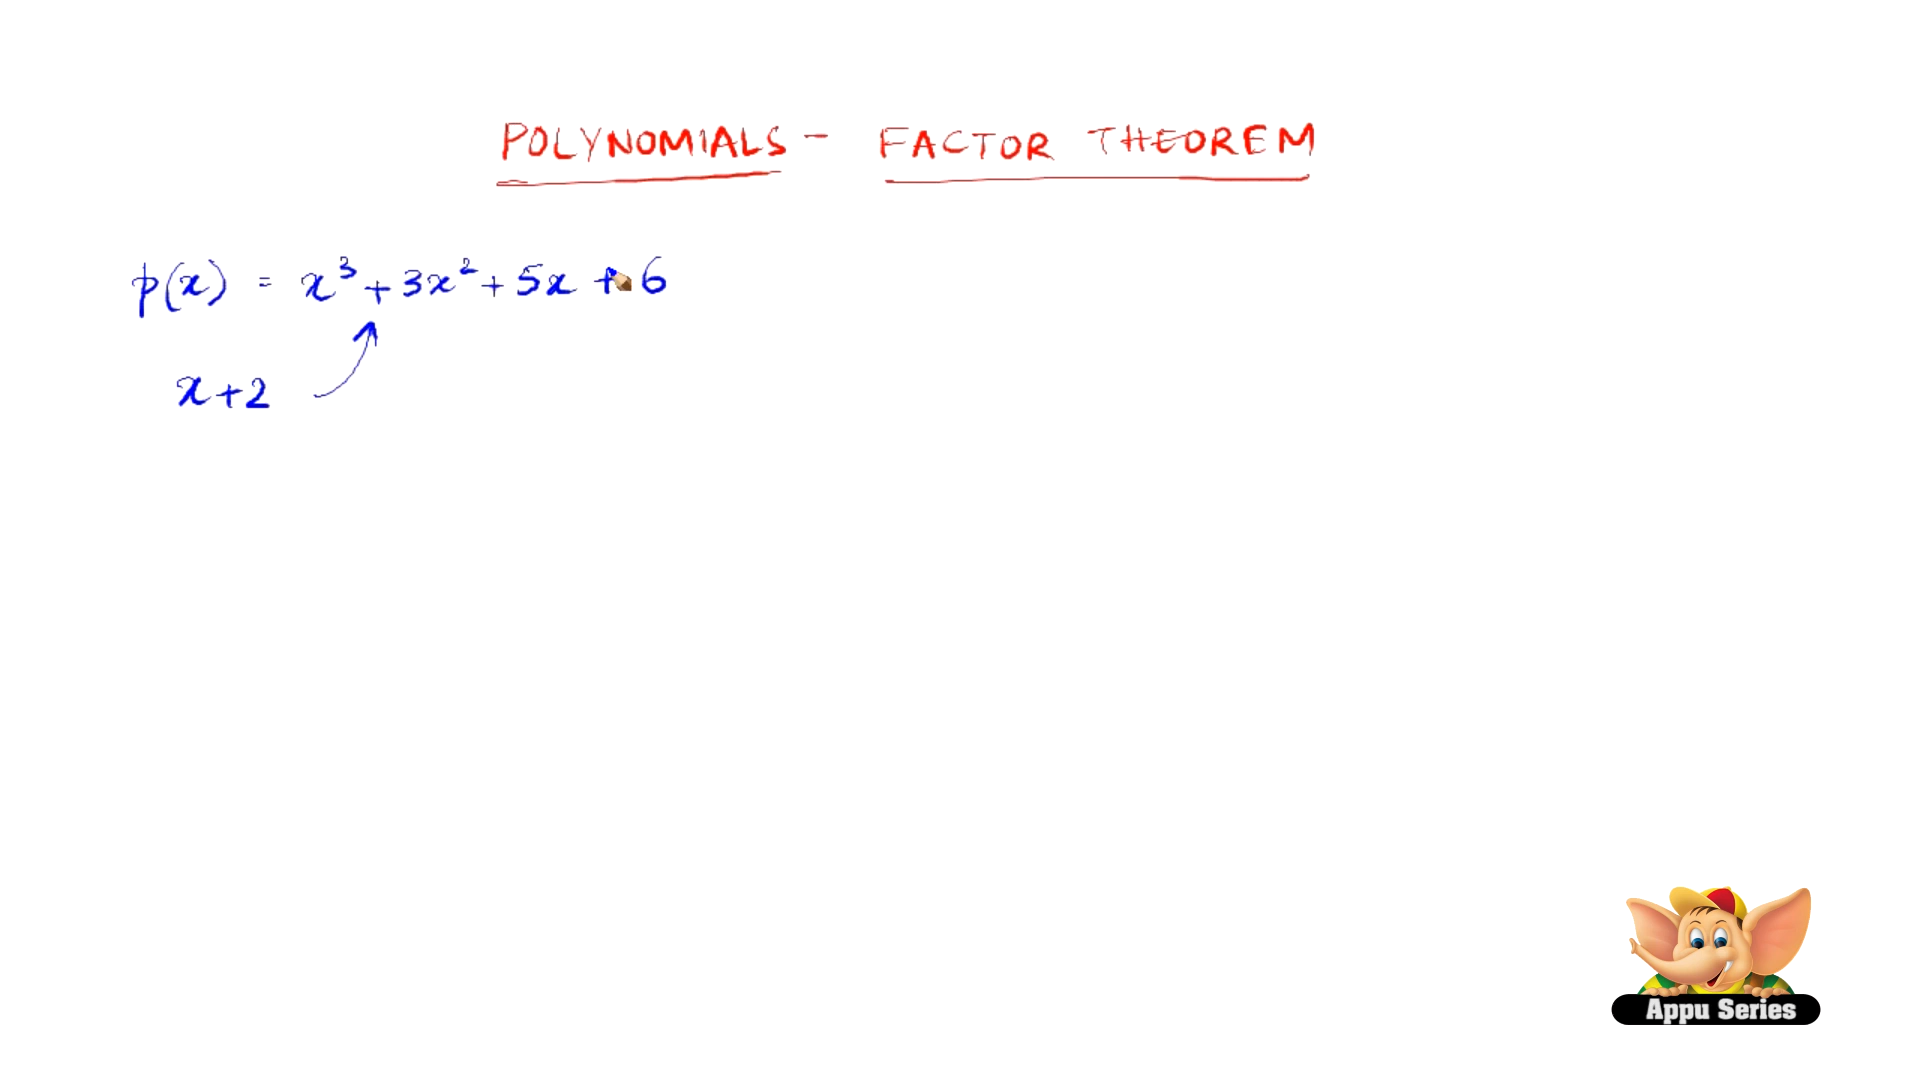 POLYNOMIALS - FACTOR THEOREM
p(x) = x³ + 3x² + 5x + 6
x+2
Appu Series